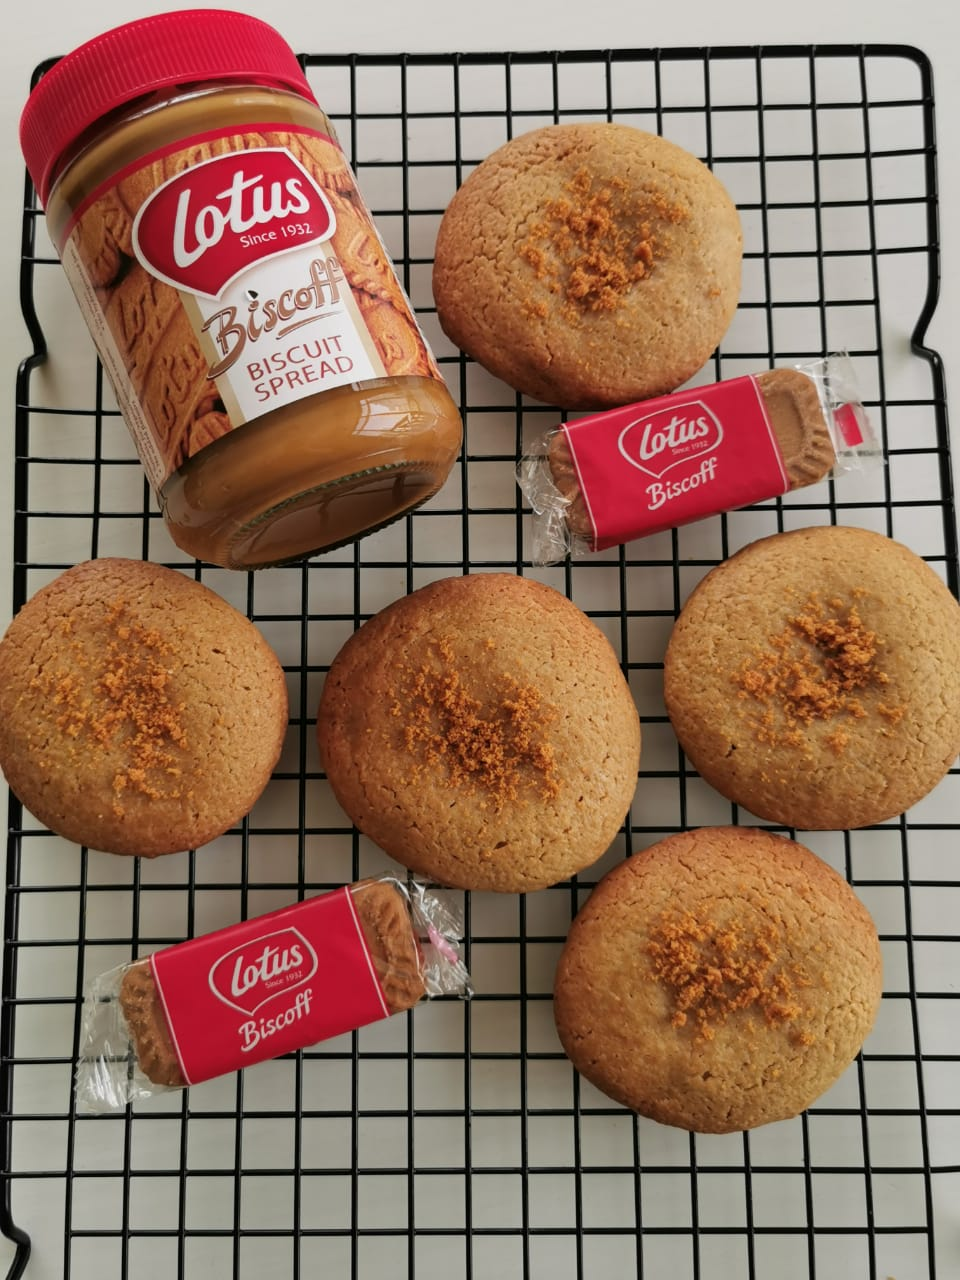 Lotus
Since 1932
Biscoff
BISCUIT
SPREAD
Lotus
Since 1932
Biscoff
Lotus
Since 1932
Biscoff